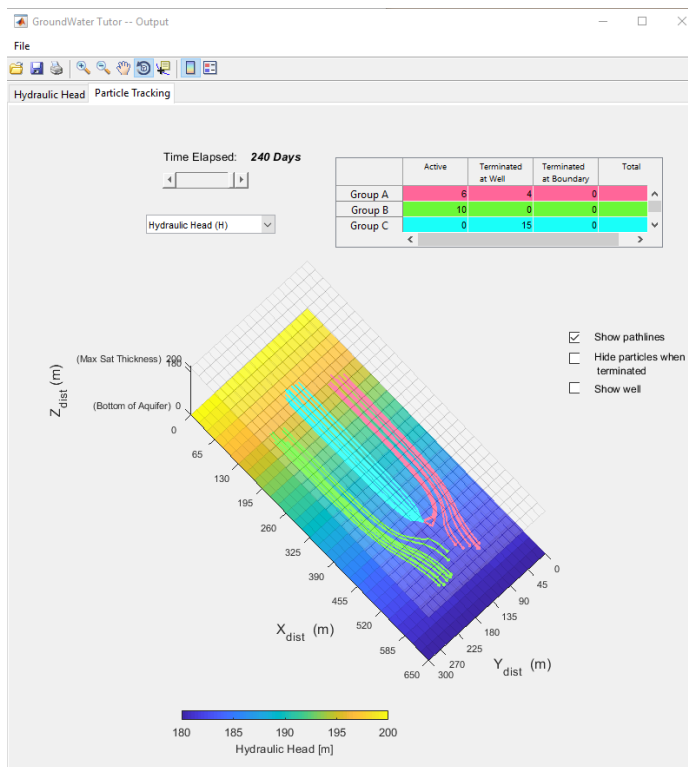 GroundWater Tutor -- Output
File
Hydraulic Head
Particle Tracking
Time Elapsed: 240 Days
Hydraulic Head (H)
Active Terminated at Well Terminated at Boundary Total
Group A 6 4 0
Group B 10 0 0
Group C 0 15 0
Show pathlines
Hide particles when
terminated
Show well
Z_dist (m)
(Max Sat Thickness) 200
180
(Bottom of Aquifer) 0
0
65
130
195
260
325
390
455
520
585
650
X_dist (m)
0
45
90
135
180
225
270
300
Y_dist (m)
180 185 190 195 200
Hydraulic Head [m]